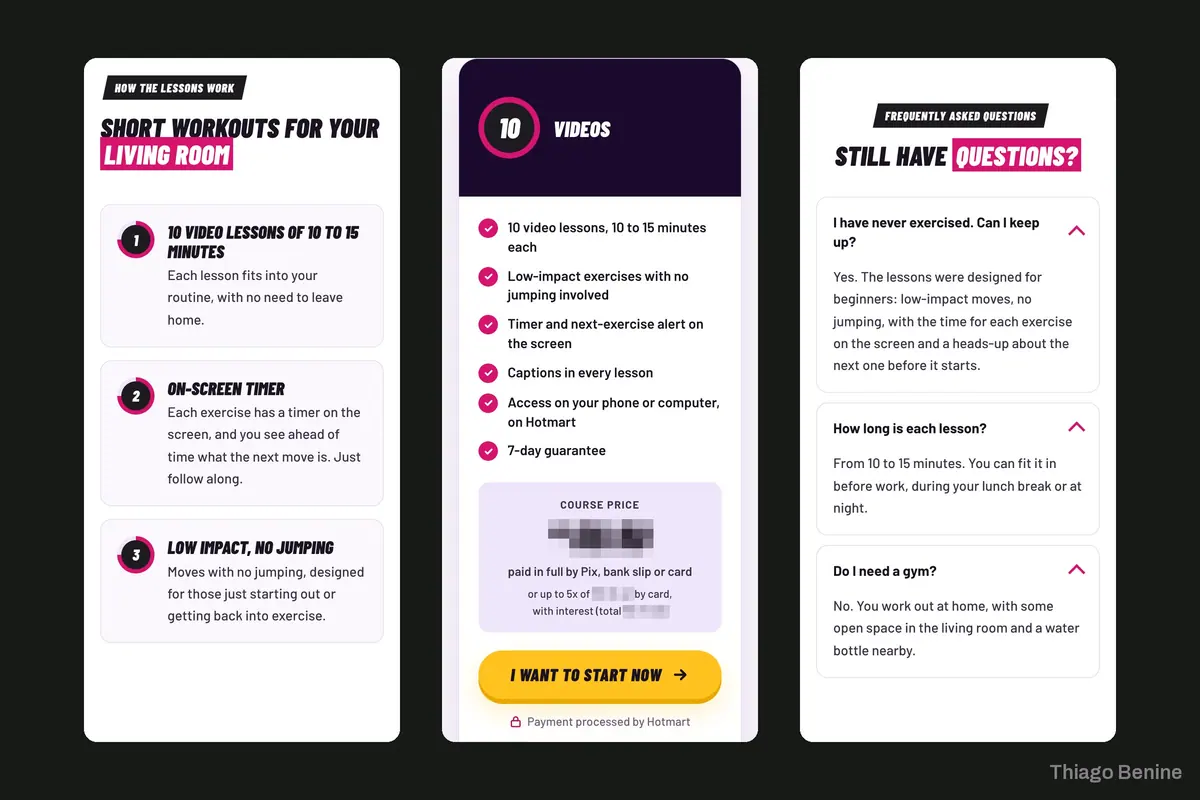 HOW THE LESSONS WORK
SHORT WORKOUTS FOR YOUR
LIVING ROOM
1
10 VIDEO LESSONS OF 10 TO 15
MINUTES
Each lesson fits into your
routine, with no need to leave
home.
2
ON-SCREEN TIMER
Each exercise has a timer on the
screen, and you see ahead of
time what the next move is. Just
follow along.
3
LOW IMPACT, NO JUMPING
Moves with no jumping, designed
for those just starting out or
getting back into exercise.
10 VIDEOS
10 video lessons, 10 to 15 minutes
each
Low-impact exercises with no
jumping involved
Timer and next-exercise alert on
the screen
Captions in every lesson
Access on your phone or computer,
on Hotmart
7-day guarantee
COURSE PRICE
paid in full by Pix, bank slip or card
or up to 5x of by card,
with interest (total
I WANT TO START NOW →
Payment processed by Hotmart
FREQUENTLY ASKED QUESTIONS
STILL HAVE QUESTIONS?
I have never exercised. Can I keep
up?
Yes. The lessons were designed for
beginners: low-impact moves, no
jumping, with the time for each exercise
on the screen and a heads-up about the
next one before it starts.
How long is each lesson?
From 10 to 15 minutes. You can fit it in
before work, during your lunch break or at
night.
Do I need a gym?
No. You work out at home, with some
open space in the living room and a water
bottle nearby.
Thiago Benine